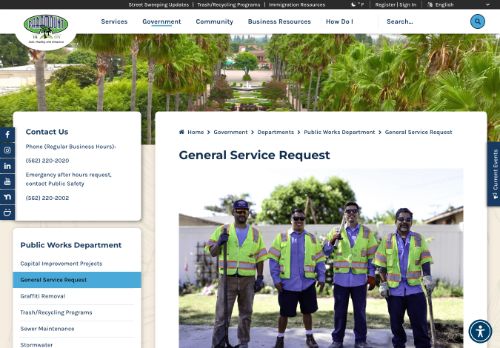 Street Sweeping Updates | Trash/Recycling Programs | Immigration Resources
°F Register | Sign In English
PARAMOUNT
Services Government Community Business Resources How Do I Search...
Home > Government > Departments > Public Works Department > General Service Request
General Service Request
Contact Us
Phone (Regular Business Hours):
(562) 220-2020
Emergency after hours request,
contact Public Safety
(562) 220-2002
Public Works Department
Capital Improvement Projects
General Service Request
Graffiti Removal
Trash/Recycling Programs
Sewer Maintenance
Stormwater
Current Events